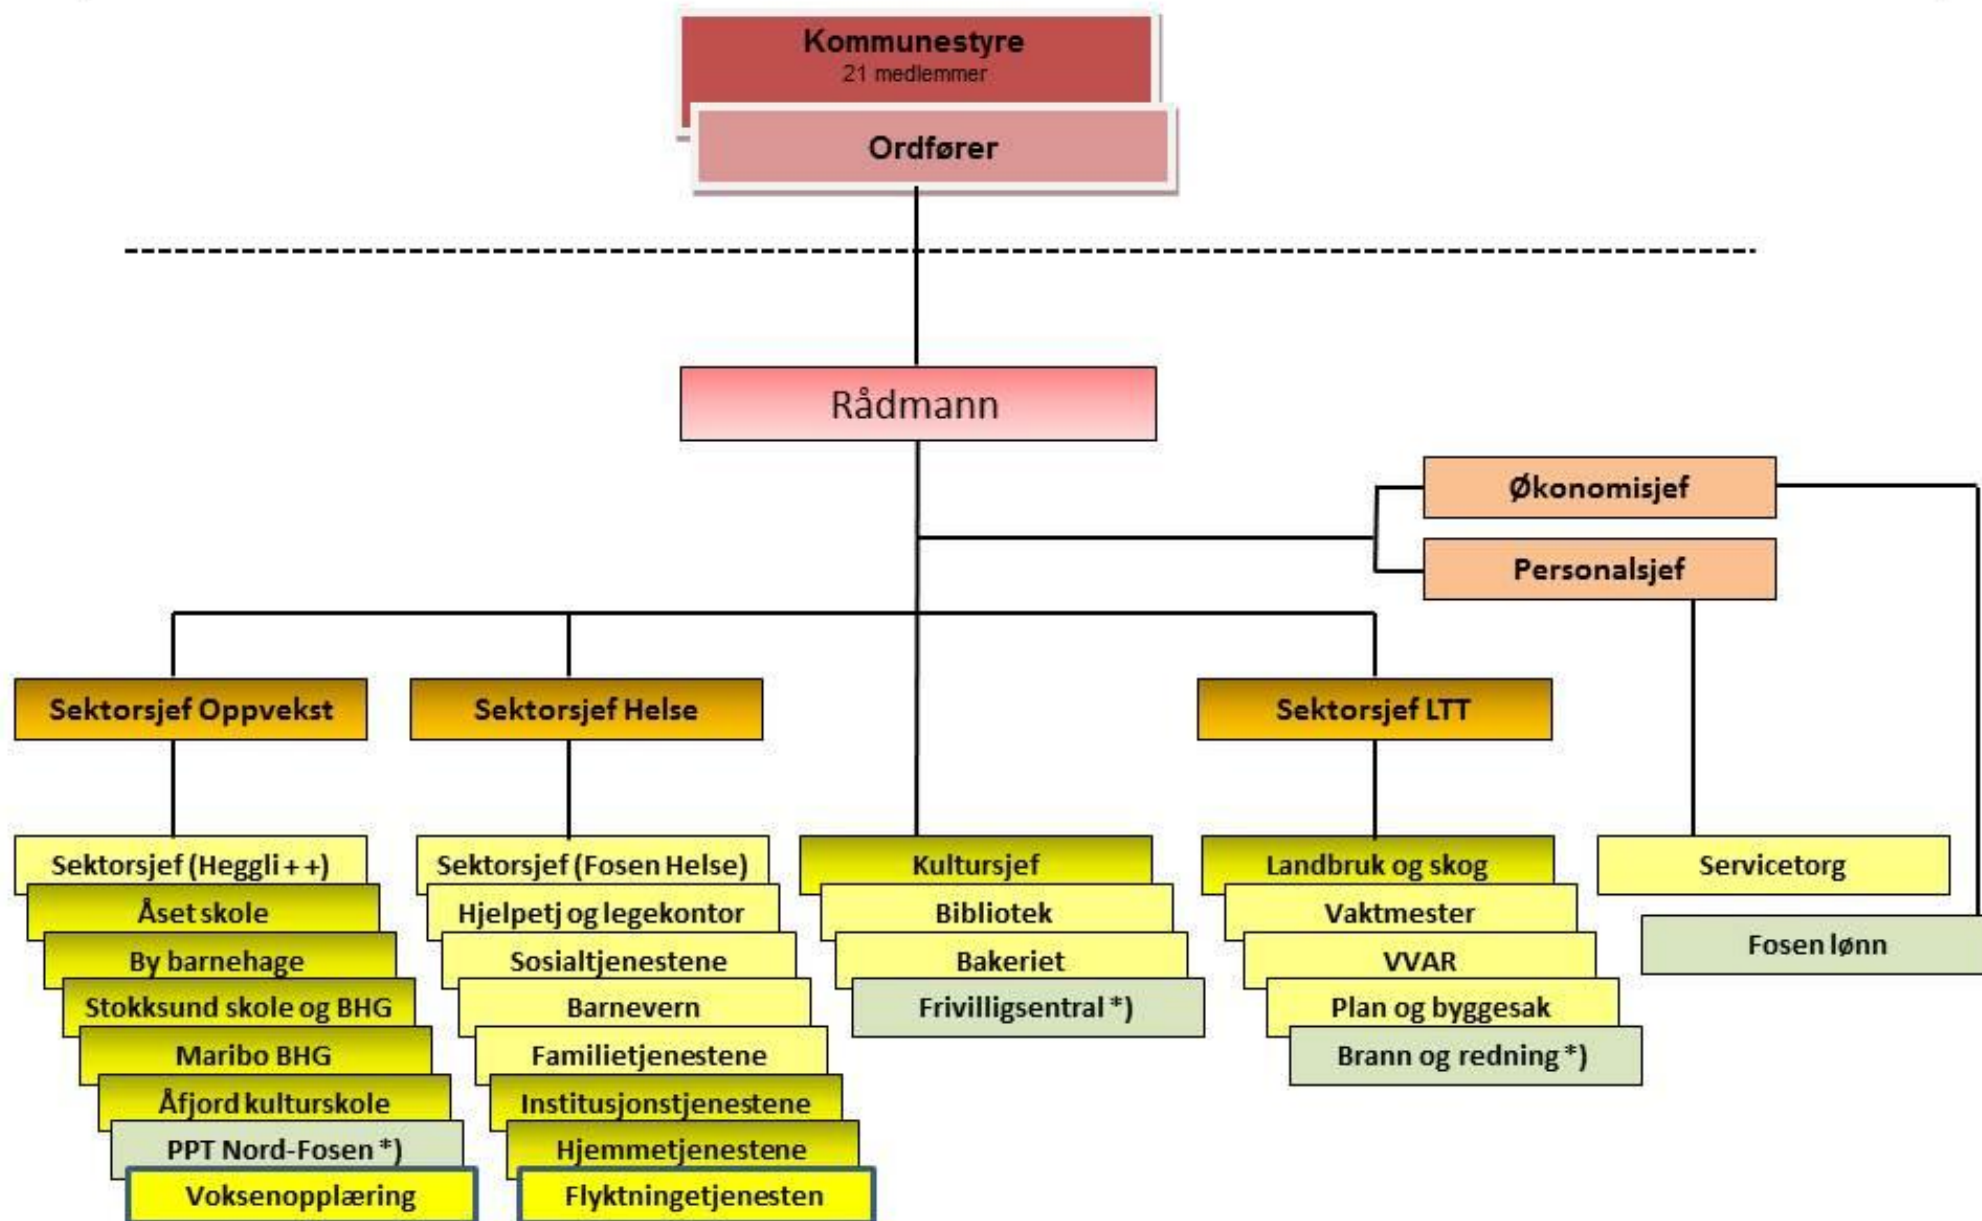 Kommunestyre
21 medlemmer
Ordfører
Rådmann
Økonomisjef
Personalsjef
Sektorsjef Oppvekst
Sektorsjef Helse
Sektorsjef LTT
Sektorsjef (Heggli + +)
Åset skole
By barnehage
Stokksund skole og BHG
Maribo BHG
Åfjord kulturskole
PPT Nord-Fosen *)
Voksenopplæring
Sektorsjef (Fosen Helse)
Hjelpetj og legekontor
Sosialtjenestene
Barnevern
Familietjenestene
Institusjonstjenestene
Hjemmetjenestene
Flyktningetjenesten
Kultursjef
Bibliotek
Bakeriet
Frivilligsentral *)
Landbruk og skog
Vaktmester
VVAR
Plan og byggesak
Brann og redning *)
Servicetorg
Fosen lønn